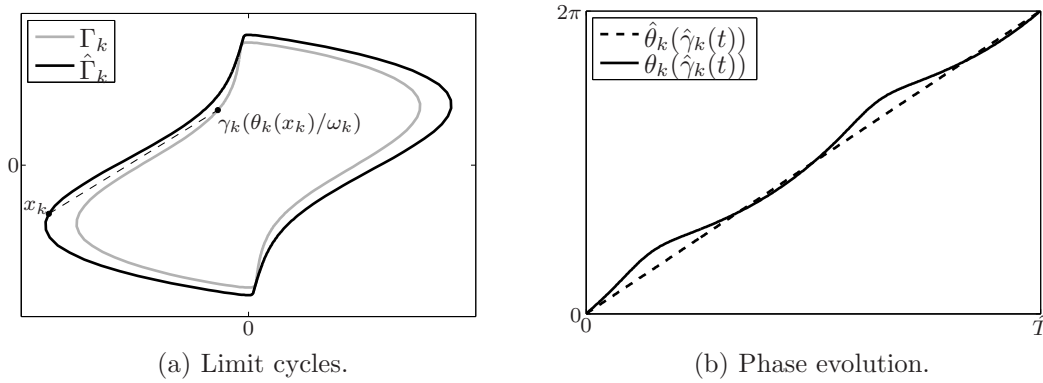 Γ_k
Γ̂_k
γ_k(θ_k(x_k)/ω_k)
0
x_k
0
(a) Limit cycles.
2π
θ̂_k(γ̂_k(t))
θ_k(γ̂_k(t))
0
0
(b) Phase evolution.